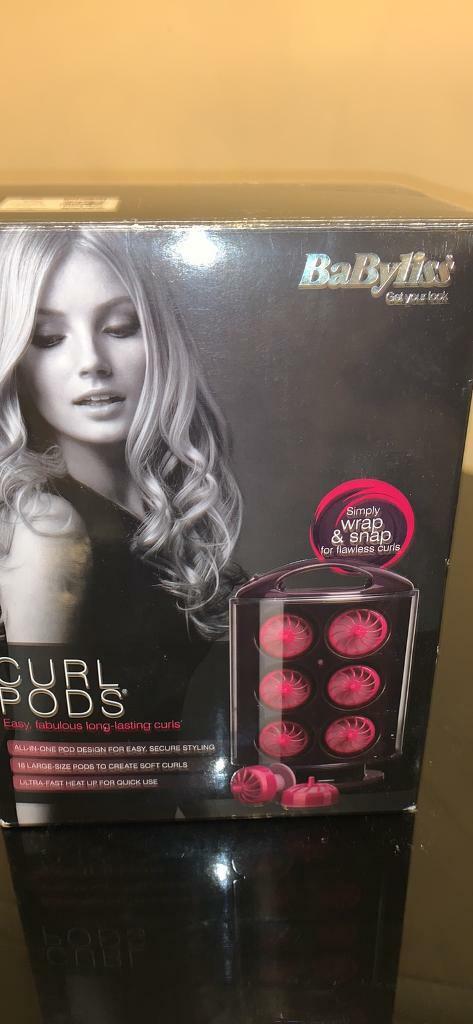 BaByliss
Get your look
Simply
wrap
& snap
for flawless curls
CURL
PODS®
Easy, fabulous long-lasting curls
ALL-IN-ONE POD DESIGN FOR EASY, SECURE STYLING
18 LARGE-SIZE PODS TO CREATE SOFT CURLS
ULTRA-FAST HEAT UP FOR QUICK USE